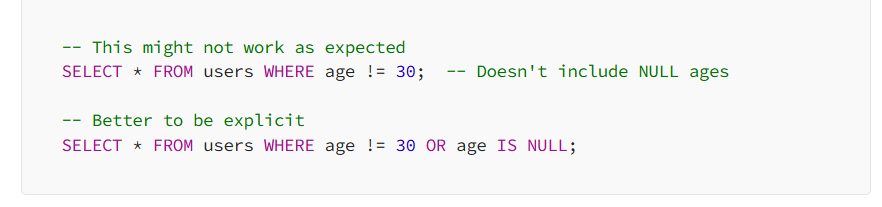 -- This might not work as expected
SELECT * FROM users WHERE age != 30;  -- Doesn't include NULL ages
-- Better to be explicit
SELECT * FROM users WHERE age != 30 OR age IS NULL;